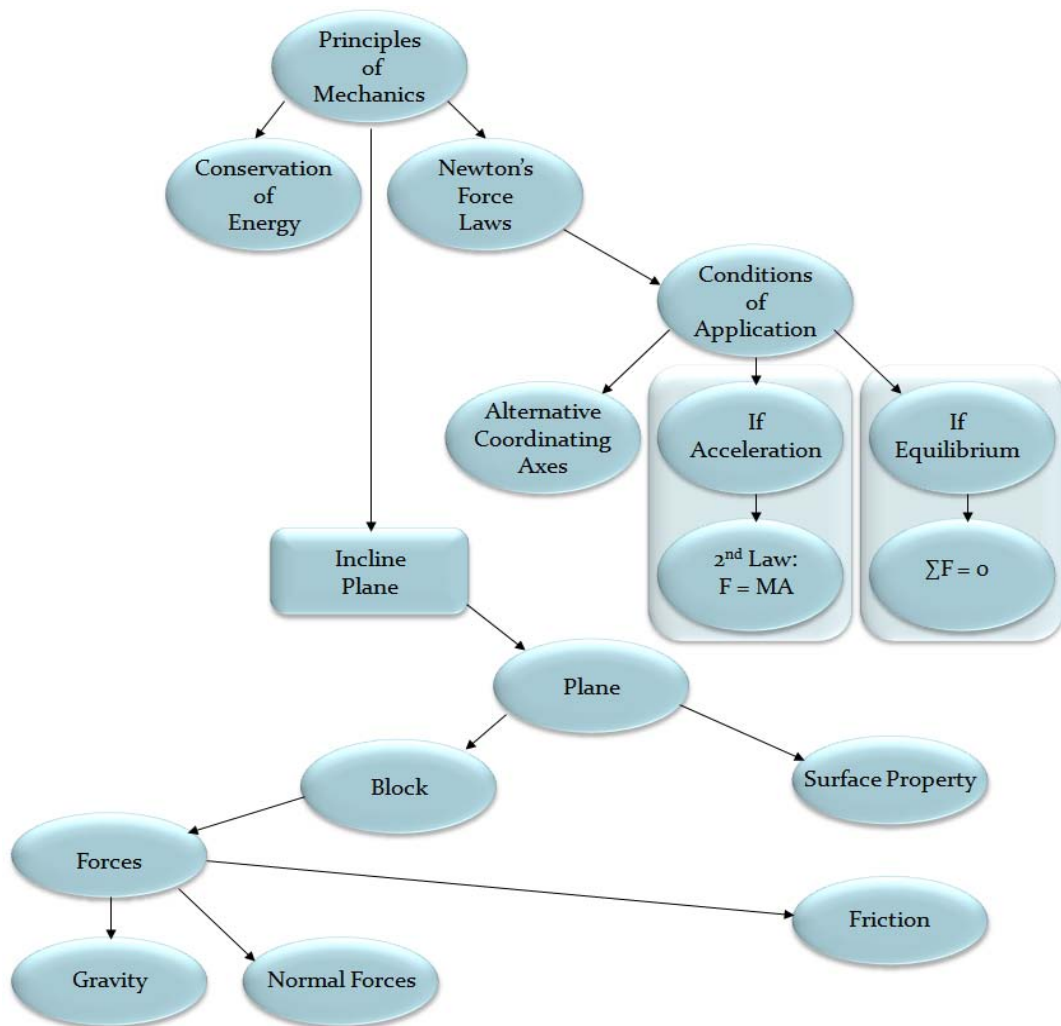 Principles
of
Mechanics
Conservation
of
Energy
Newton's
Force
Laws
Conditions
of
Application
Alternative
Coordinating
Axes
If
Acceleration
If
Equilibrium
2nd Law:
F = MA
∑F = 0
Incline
Plane
Plane
Block
Surface Property
Forces
Friction
Gravity
Normal Forces